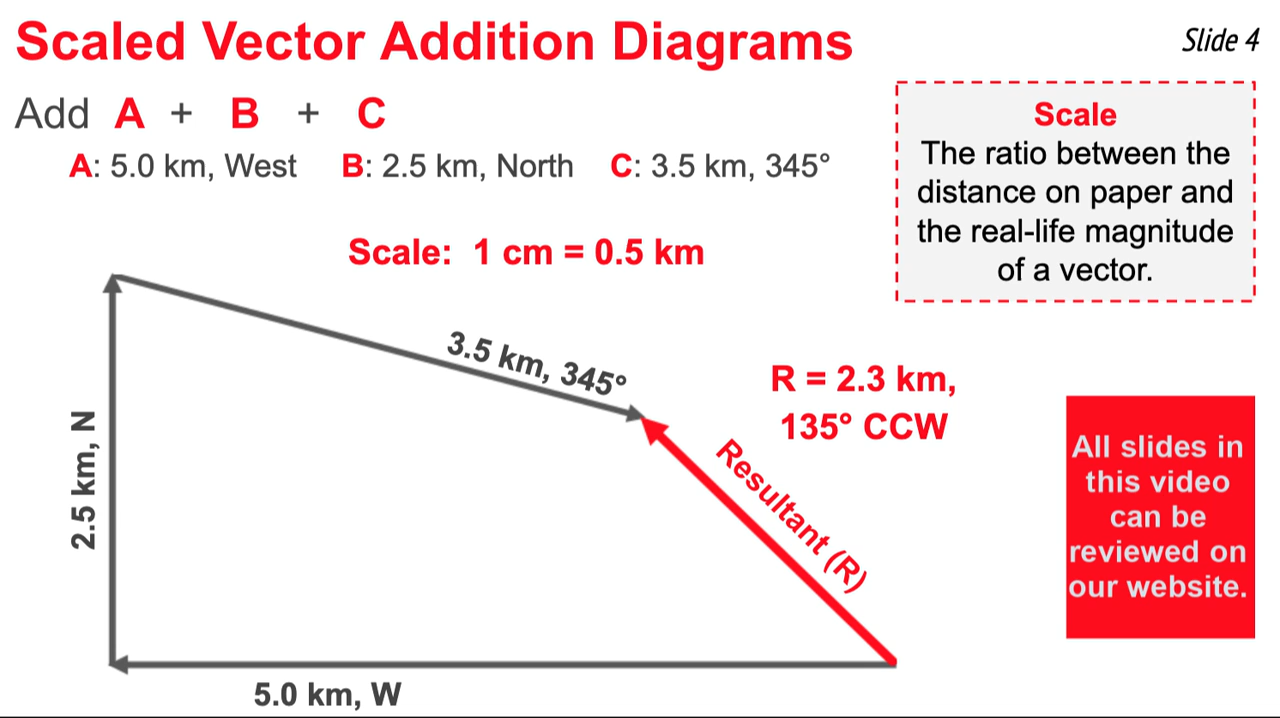 Scaled Vector Addition Diagrams
Slide 4
Add A + B + C
A: 5.0 km, West B: 2.5 km, North C: 3.5 km, 345°
Scale: 1 cm = 0.5 km
Scale
The ratio between the
distance on paper and
the real-life magnitude
of a vector.
3.5 km, 345°
R = 2.3 km,
135° CCW
2.5 km, N
Resultant (R)
5.0 km, W
All slides in
this video
can be
reviewed on
our website.